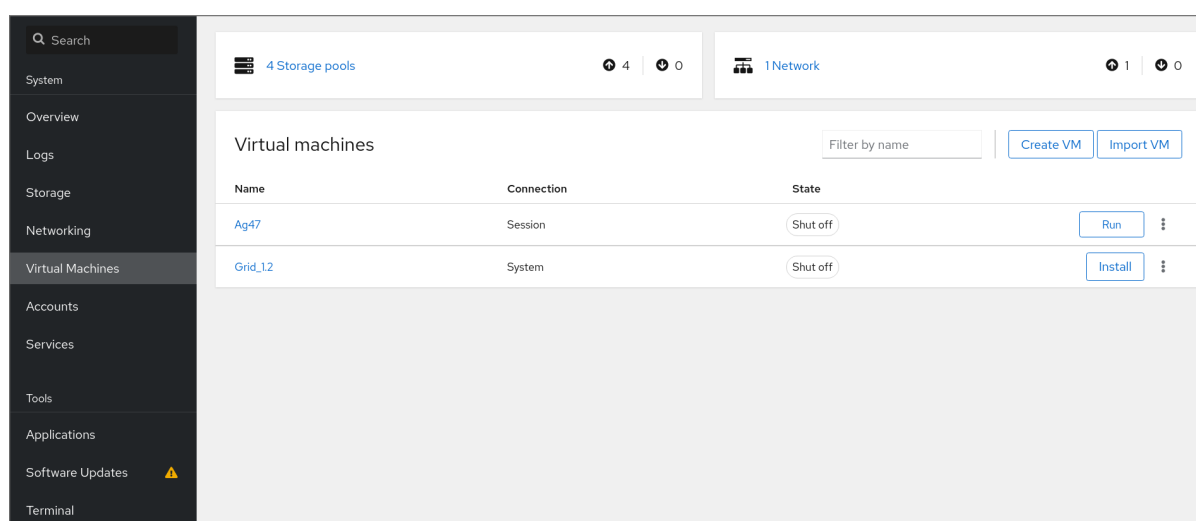 Search
System
Overview
Logs
Storage
Networking
Virtual Machines
Accounts
Services
Tools
Applications
Software Updates
Terminal
4 Storage pools 4 0
1 Network 1 0
Virtual machines Filter by name Create VM Import VM
Name Connection State
Ag47 Session Shut off Run
Grid_1.2 System Shut off Install